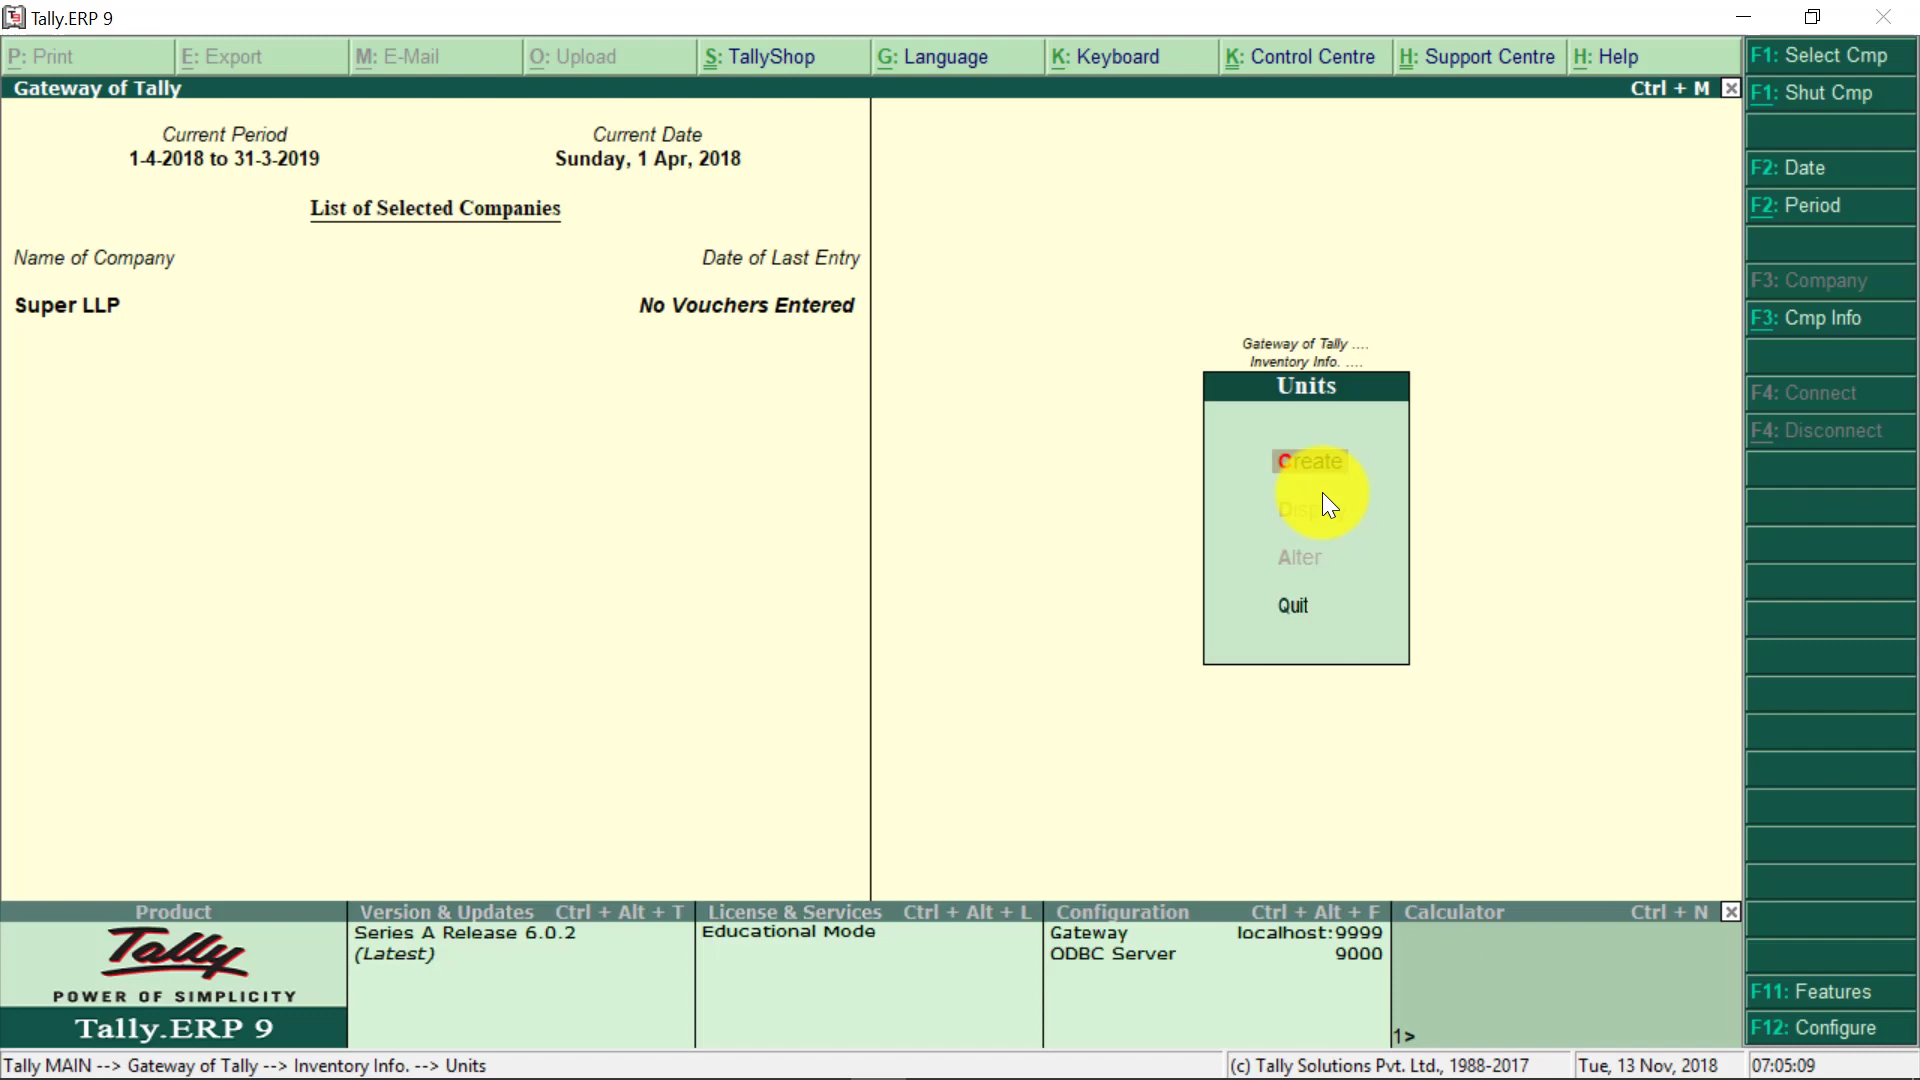 Tally.ERP 9
P: Print E: Export M: E-Mail O: Upload S: TallyShop G: Language K: Keyboard K: Control Centre H: Support Centre H: Help
Gateway of Tally Ctrl + M
Current Period Current Date
1-4-2018 to 31-3-2019 Sunday, 1 Apr, 2018
List of Selected Companies
Name of Company Date of Last Entry
Super LLP No Vouchers Entered
Gateway of Tally ....
Inventory Info. ....
Units
Create
Alter
Quit
F1: Select Cmp
F1: Shut Cmp
F2: Date
F2: Period
F3: Company
F3: Cmp Info
F4: Connect
F4: Disconnect
F11: Features
F12: Configure
Product
Tally
POWER OF SIMPLICITY
Tally.ERP 9
Version & Updates Ctrl + Alt + T
Series A Release 6.0.2
(Latest)
License & Services Ctrl + Alt + L
Educational Mode
Configuration Ctrl + Alt + F
Gateway localhost:9999
ODBC Server 9000
Calculator Ctrl + N
1>
Tally MAIN --> Gateway of Tally --> Inventory Info. --> Units (c) Tally Solutions Pvt. Ltd., 1988-2017 Tue, 13 Nov, 2018 07:05:09